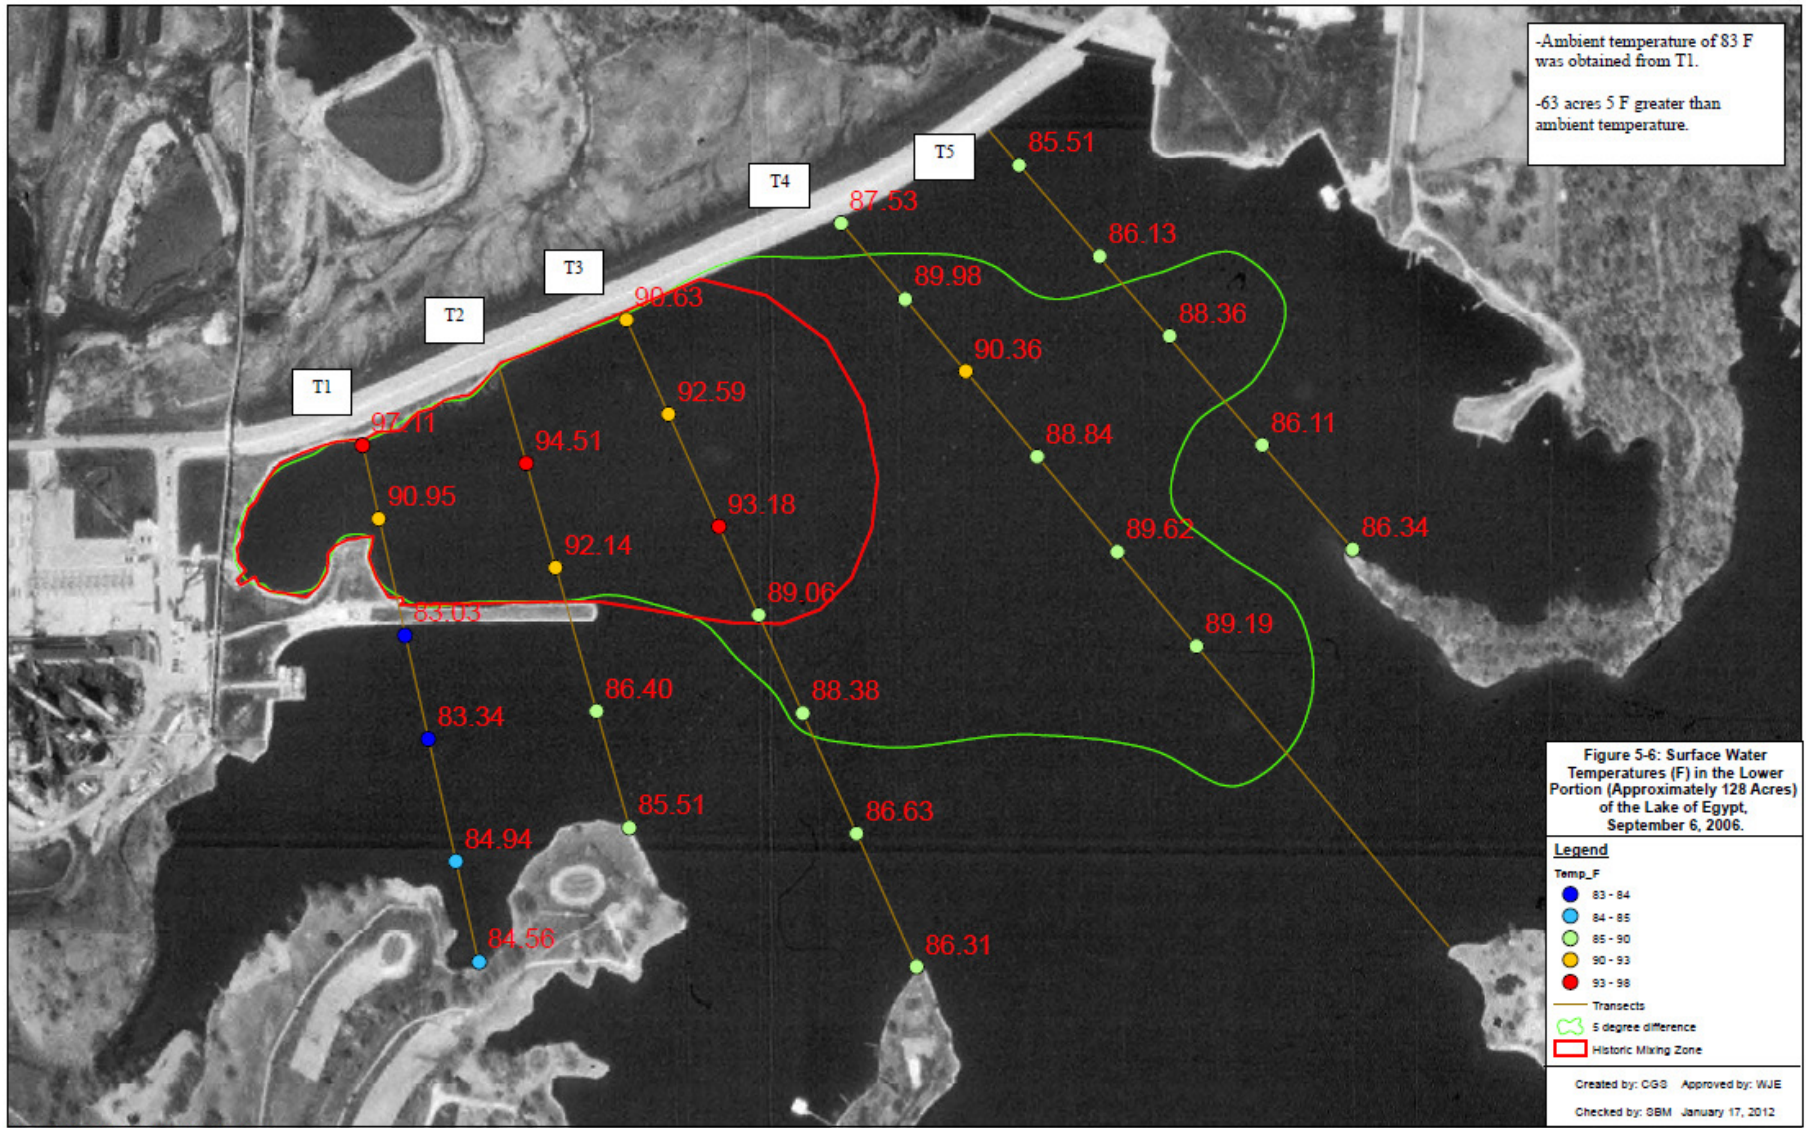 -Ambient temperature of 83 F
was obtained from T1.
-63 acres 5 F greater than
ambient temperature.
T5
85.51
T4
87.53
86.13
T3
89.98
90.63
88.36
T2
90.36
92.59
T1
97.11
86.11
94.51
88.84
90.95
93.18
89.62
86.34
92.14
83.03
89.06
89.19
86.40
88.38
83.34
85.51
86.63
84.94
84.56
86.31
Figure 5-6: Surface Water
Temperatures (F) in the Lower
Portion (Approximately 128 Acres)
of the Lake of Egypt,
September 6, 2006.
Legend
Temp_F
83 - 84
84 - 85
85 - 90
90 - 93
93 - 98
Transects
5 degree difference
Historic Mixing Zone
Created by: CGS Approved by: WJE
Checked by: SBM January 17, 2012